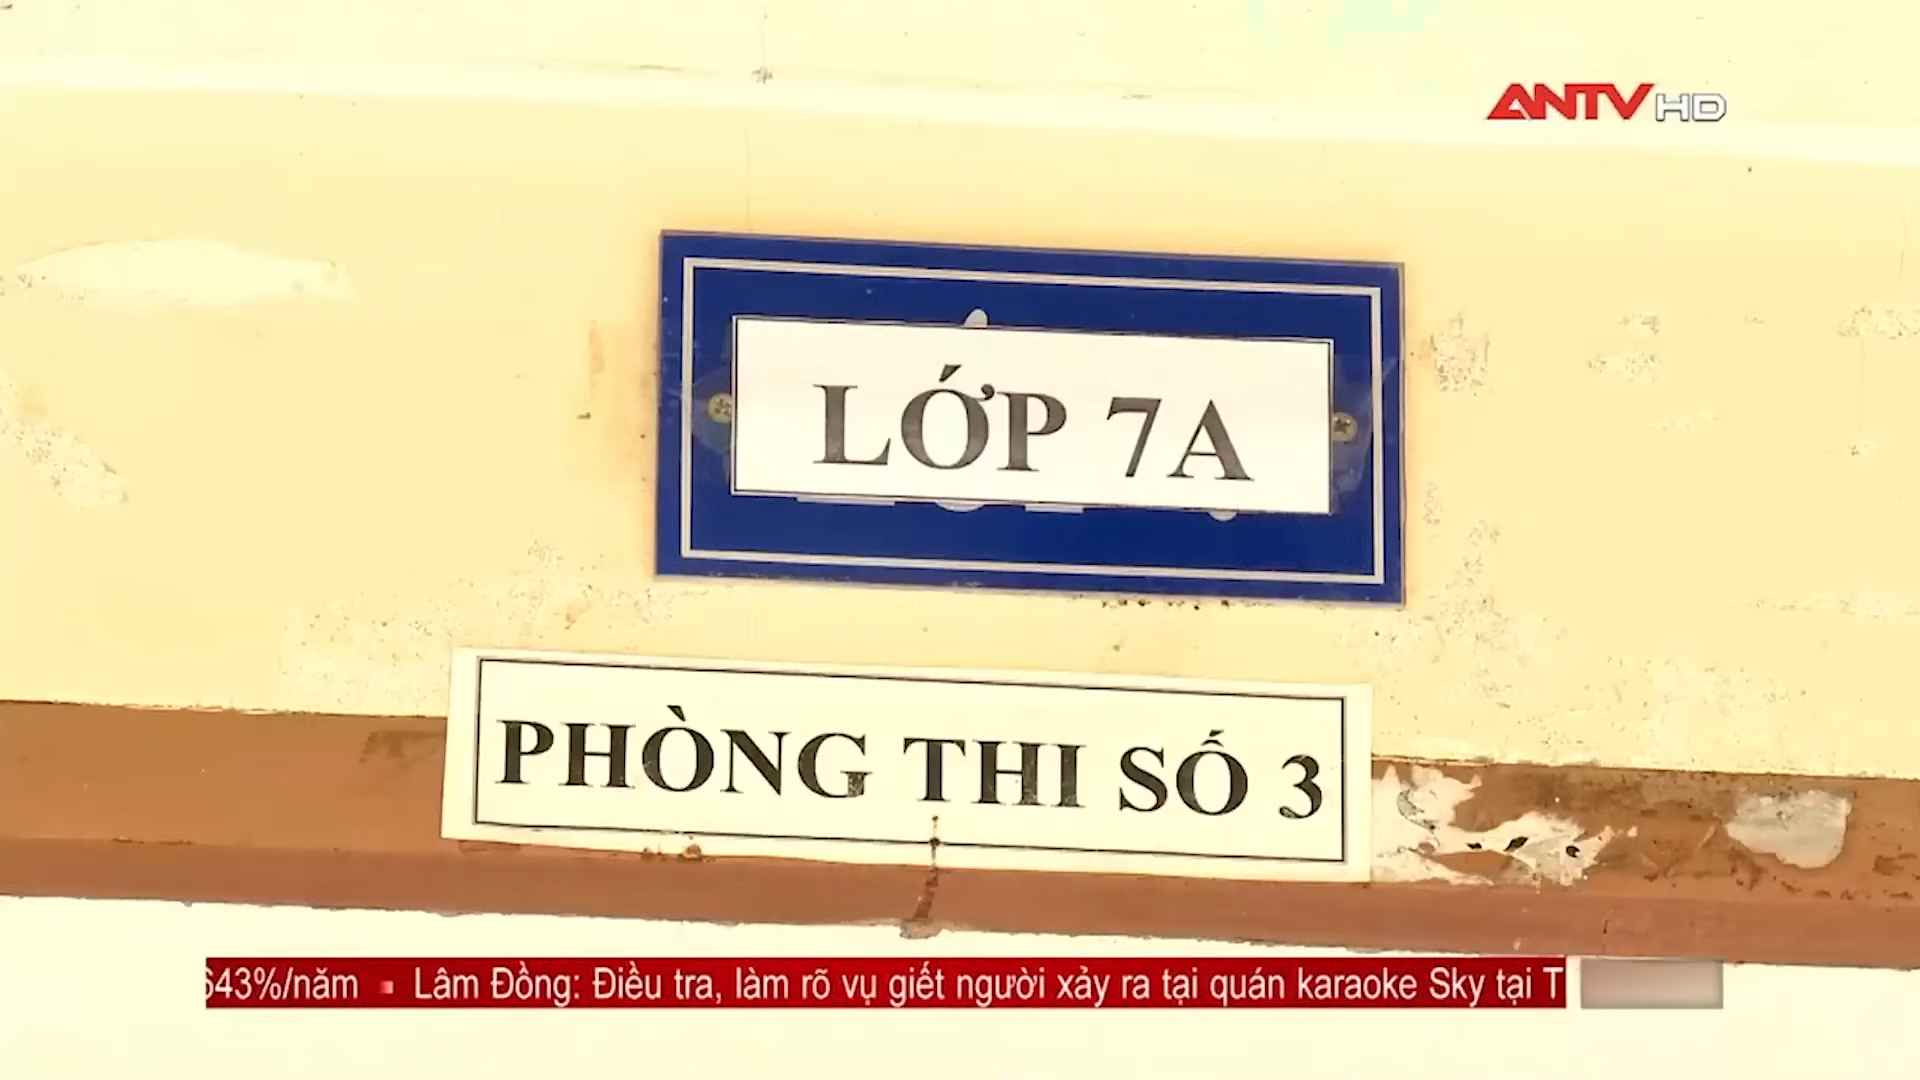 ANTV HD
LỚP 7A
PHÒNG THI SỐ 3
43%/năm ▪ Lâm Đồng: Điều tra, làm rõ vụ giết người xảy ra tại quán karaoke Sky tại T